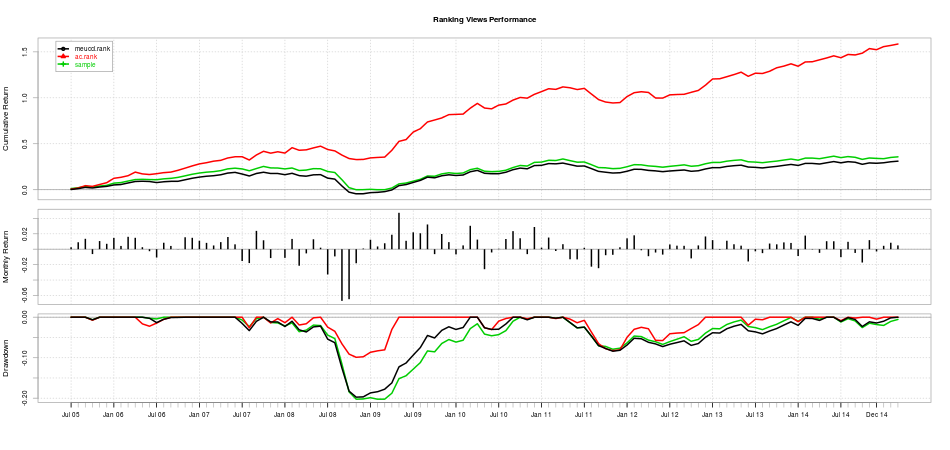 Ranking Views Performance
meucci.rank
ac.rank
sample
Cumulative Return
1.5
1.0
0.5
0.0
Monthly Return
0.02
-0.02
-0.06
Drawdown
0.00
-0.10
-0.20
Jul 05 Jan 06 Jul 06 Jan 07 Jul 07 Jan 08 Jul 08 Jan 09 Jul 09 Jan 10 Jul 10 Jan 11 Jul 11 Jan 12 Jul 12 Jan 13 Jul 13 Jan 14 Jul 14 Dec 14